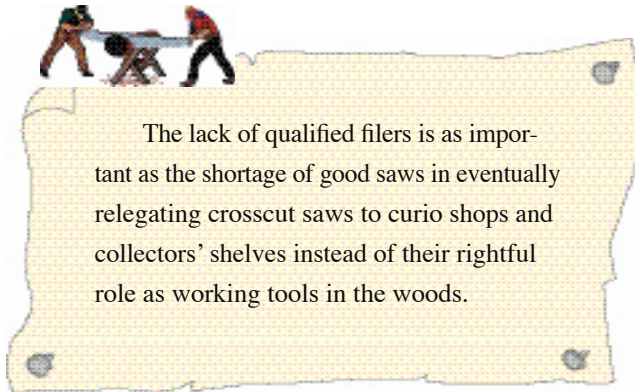 The lack of qualified filers is as impor-
tant as the shortage of good saws in eventually
relegating crosscut saws to curio shops and
collectors’ shelves instead of their rightful
role as working tools in the woods.